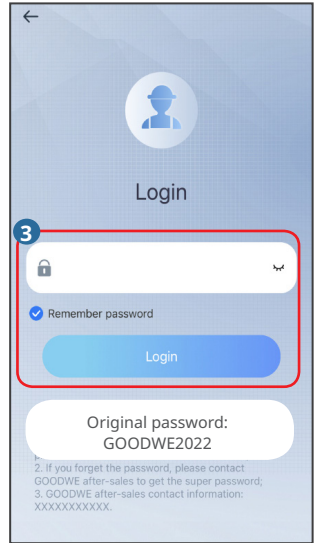 Login
3
Remember password
Login
Original password:
GOODWE2022
2. If you forget the password, please contact
GOODWE after-sales to get the super password;
3. GOODWE after-sales contact information:
XXXXXXXXXXX.